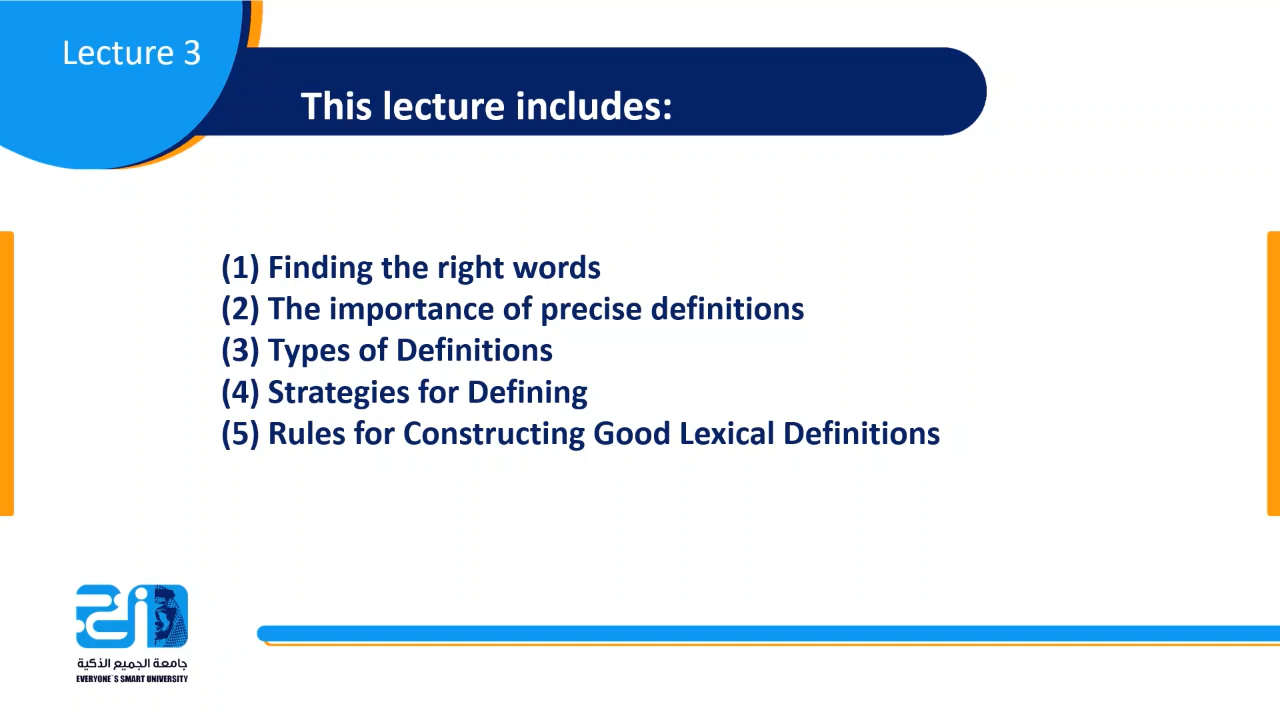 Lecture 3
This lecture includes:
(1) Finding the right words
(2) The importance of precise definitions
(3) Types of Definitions
(4) Strategies for Defining
(5) Rules for Constructing Good Lexical Definitions
جامعة الجميع الذكية
EVERYONE`S SMART UNIVERSITY